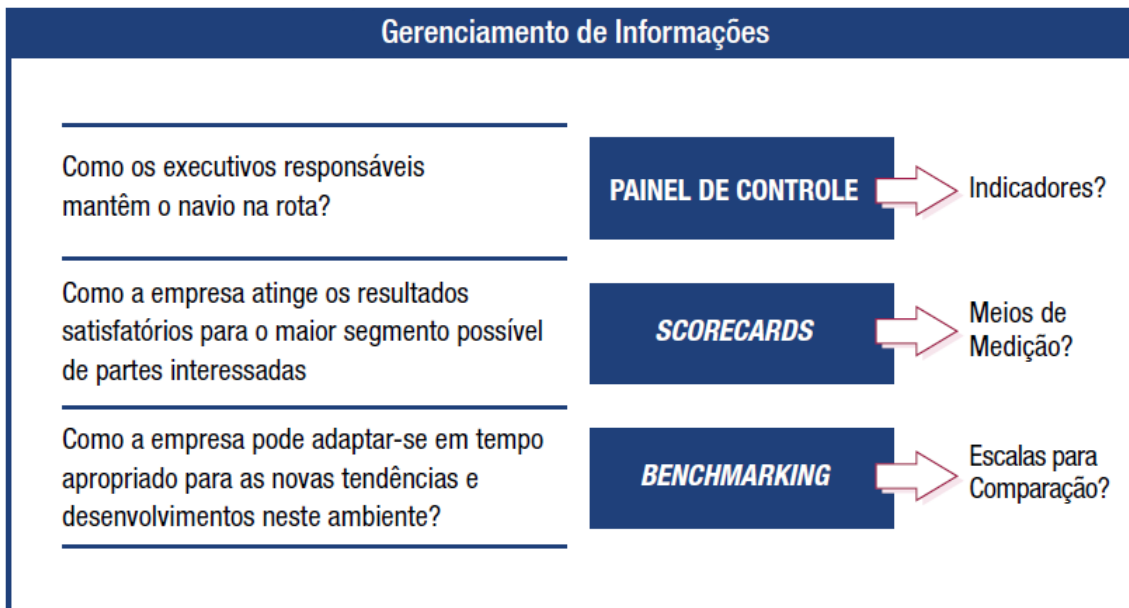 Gerenciamento de Informações
Como os executivos responsáveis
mantêm o navio na rota?
PAINEL DE CONTROLE
Indicadores?
Como a empresa atinge os resultados
satisfatórios para o maior segmento possível
de partes interessadas
SCORECARDS
Meios de
Medição?
Como a empresa pode adaptar-se em tempo
apropriado para as novas tendências e
desenvolvimentos neste ambiente?
BENCHMARKING
Escalas para
Comparação?